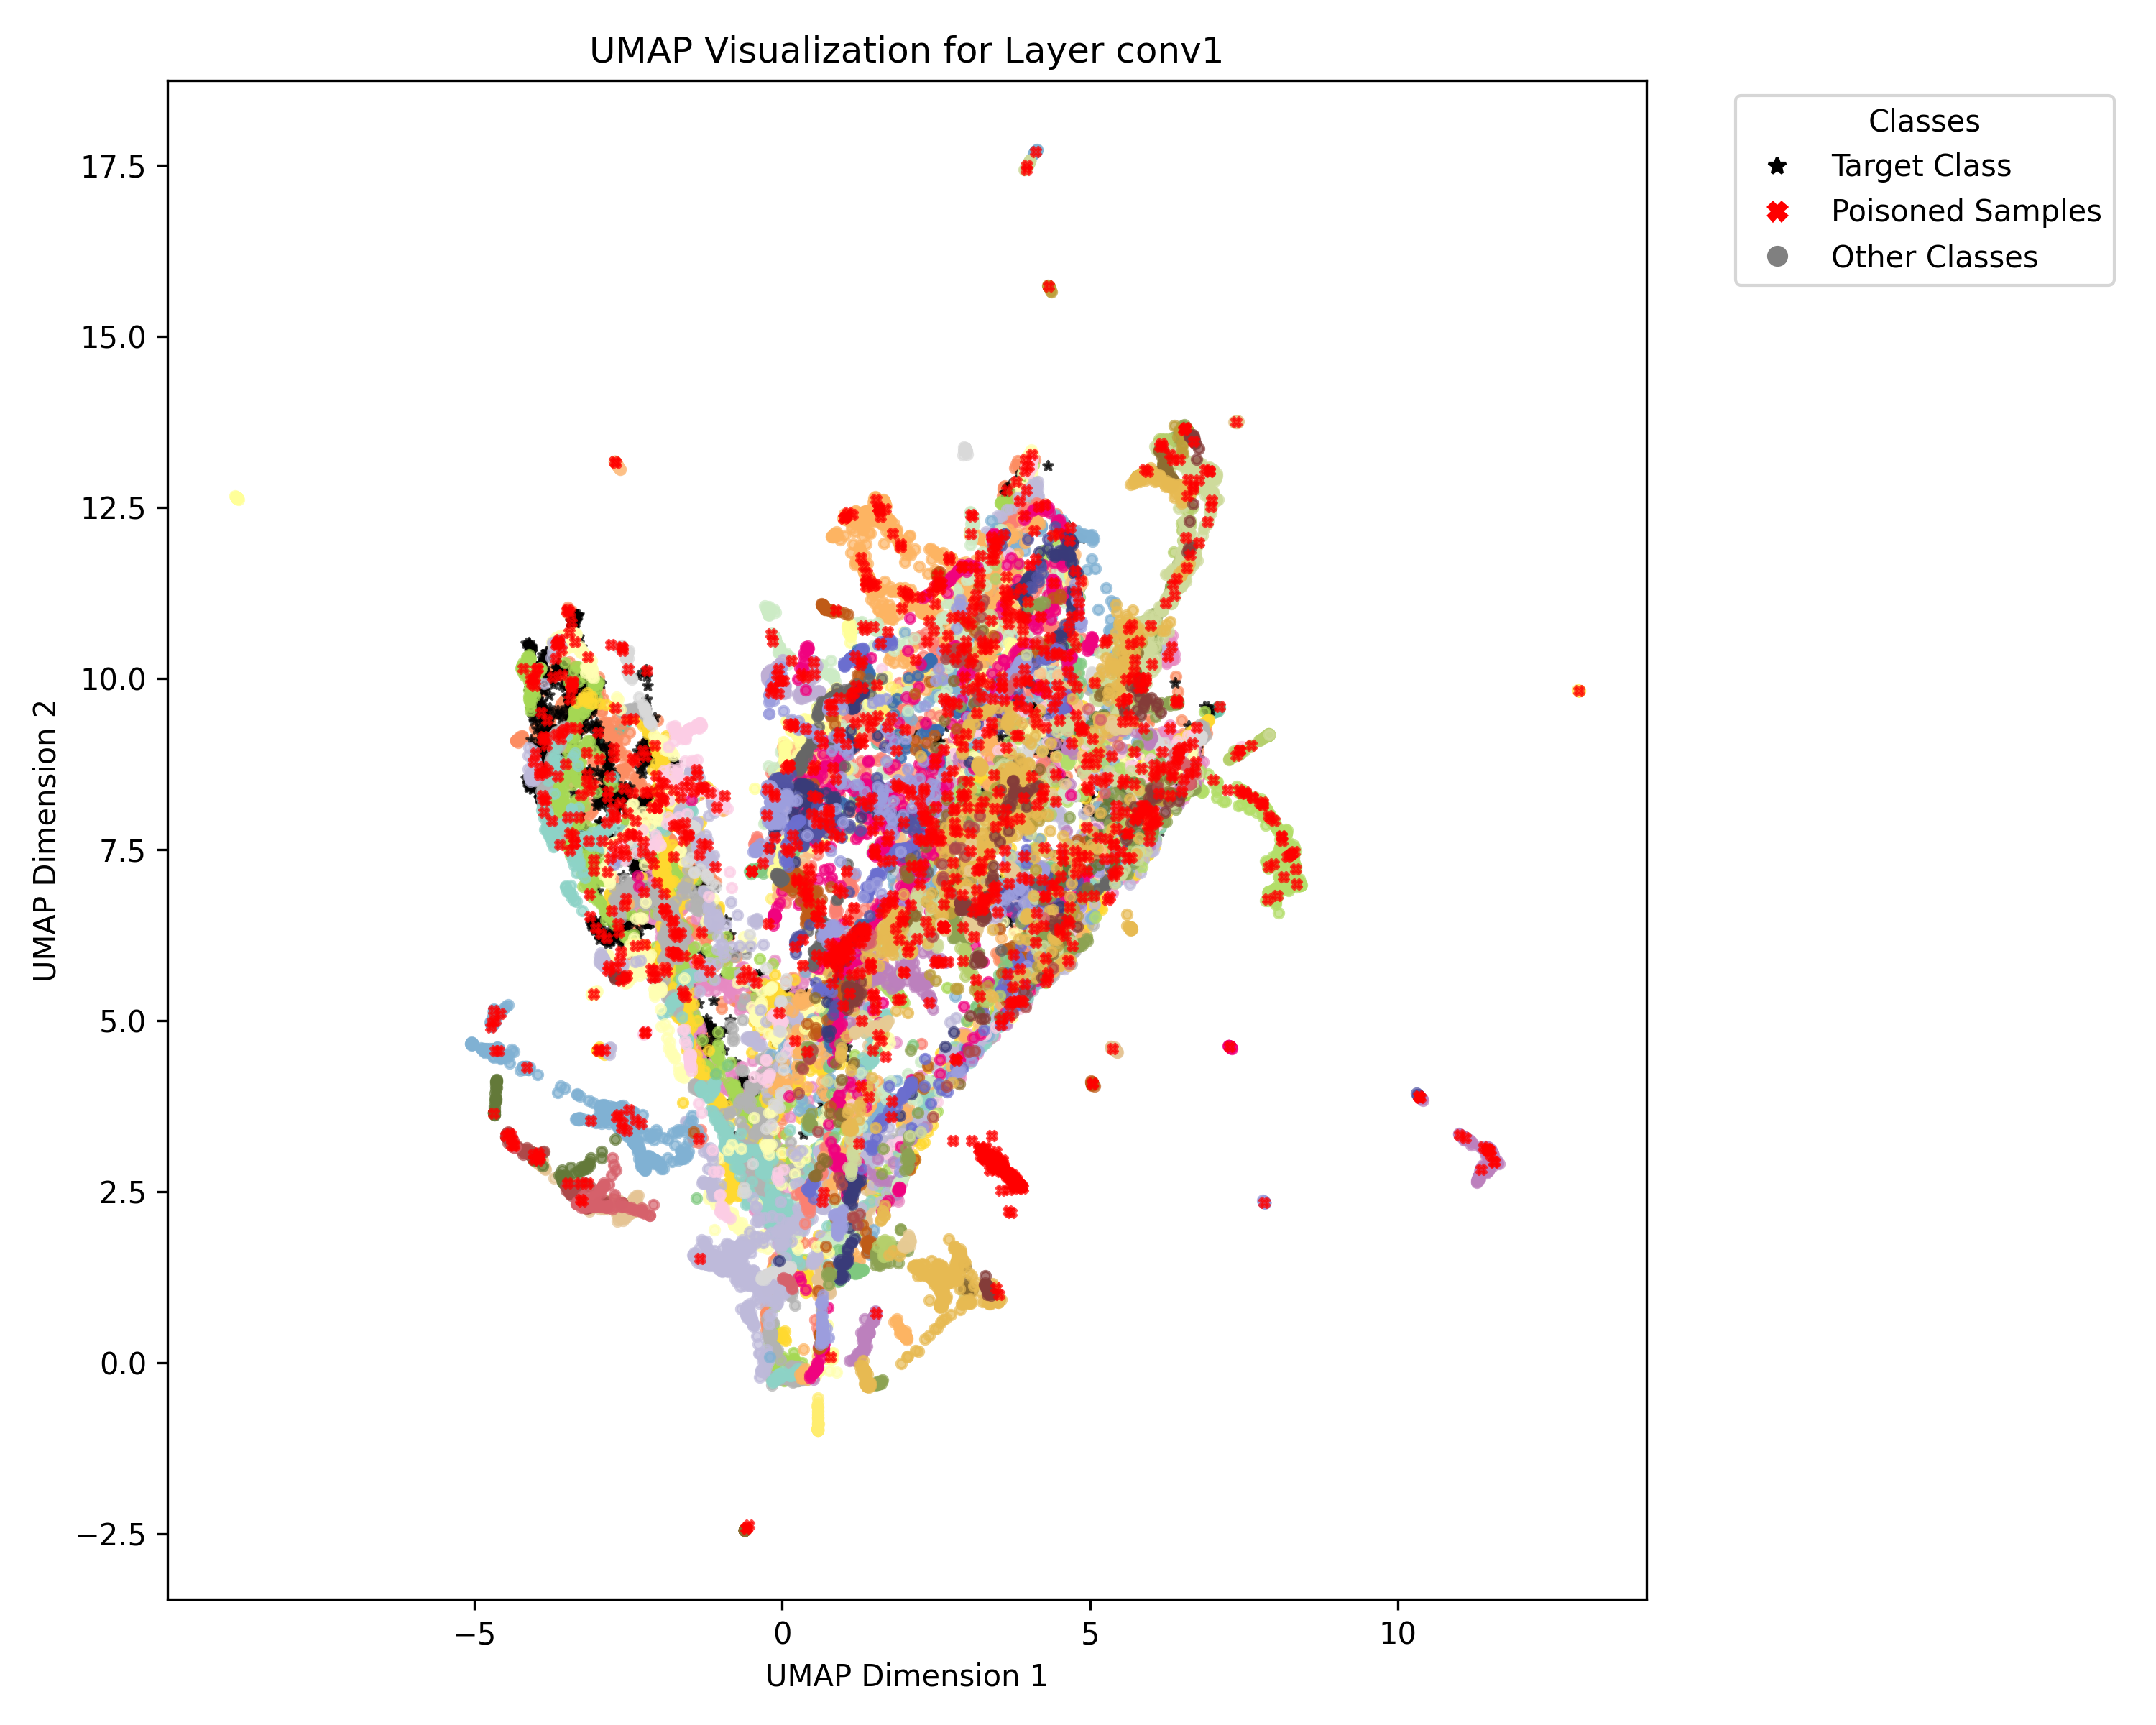 UMAP Visualization for Layer conv1
Classes
Target Class
Poisoned Samples
Other Classes
17.5
15.0
12.5
10.0
7.5
5.0
2.5
0.0
−2.5
UMAP Dimension 2
−5
0
5
10
UMAP Dimension 1